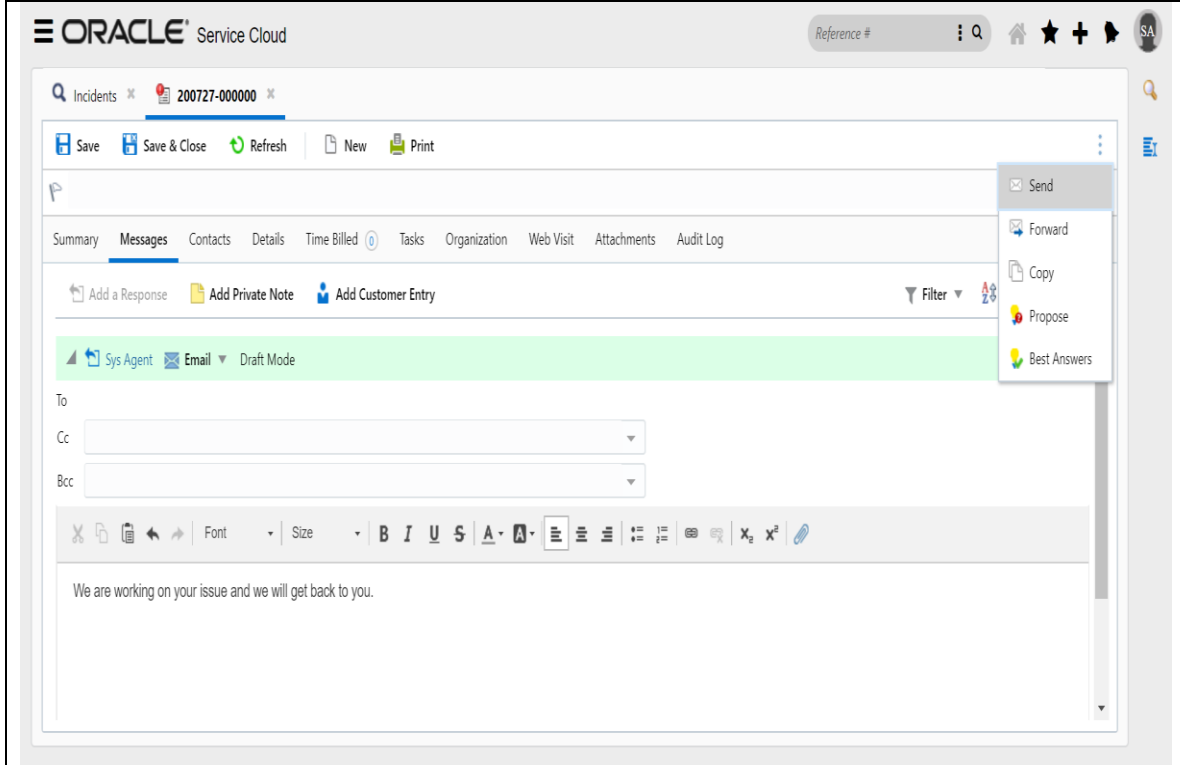 ORACLE Service Cloud Reference # SA
Incidents 200727-000000
Save Save & Close Refresh New Print
Send
Forward
Copy
Propose
Best Answers
Summary Messages Contacts Details Time Billed 0 Tasks Organization Web Visit Attachments Audit Log
Add a Response Add Private Note Add Customer Entry Filter
Sys Agent Email Draft Mode
To
Cc
Bcc
Font Size B I U S A A X₂ X²
We are working on your issue and we will get back to you.